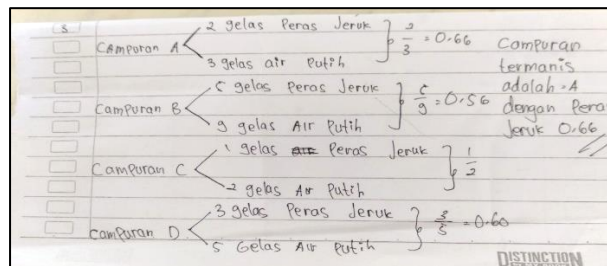 5
Campuran A
2 gelas Peras Jeruk
3 gelas air Putih
2/3 = 0.66
Campuran B
5 gelas Peras Jeruk
9 gelas Air Putih
5/9 = 0.56
Campuran C
1 gelas Peras Jeruk
2 gelas Air Putih
1/2
Campuran D
3 gelas Peras Jeruk
5 Gelas Air Putih
3/5 = 0.60
Campuran
termanis
adalah = A
dengan Peras
Jeruk 0.66
DISTINCTION